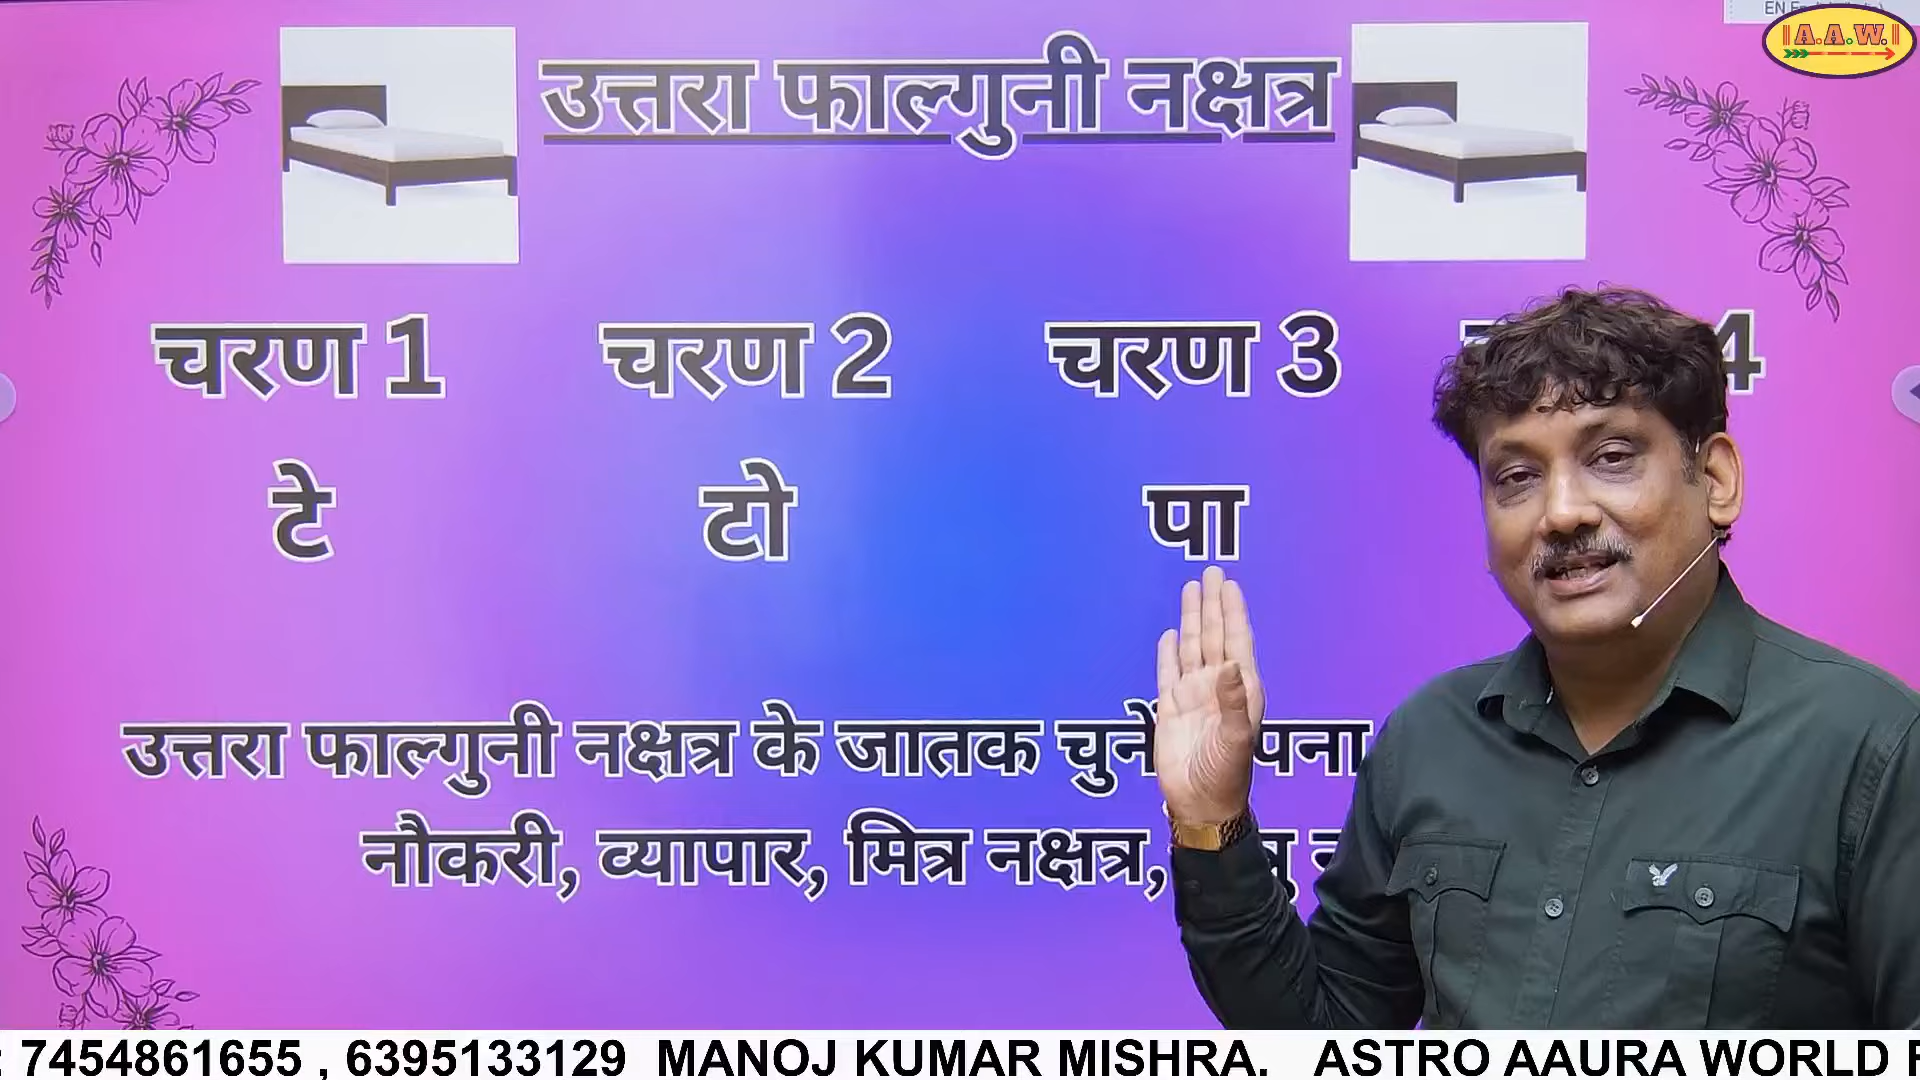 EN
A.A.W.
उत्तरा फाल्गुनी नक्षत्र
चरण 1 चरण 2 चरण 3 4
टे टो पा
उत्तरा फाल्गुनी नक्षत्र के जातक चुनें
नौकरी, व्यापार, मित्र नक्षत्र,
: 7454861655 , 6395133129 MANOJ KUMAR MISHRA. ASTRO AAURA WORLD